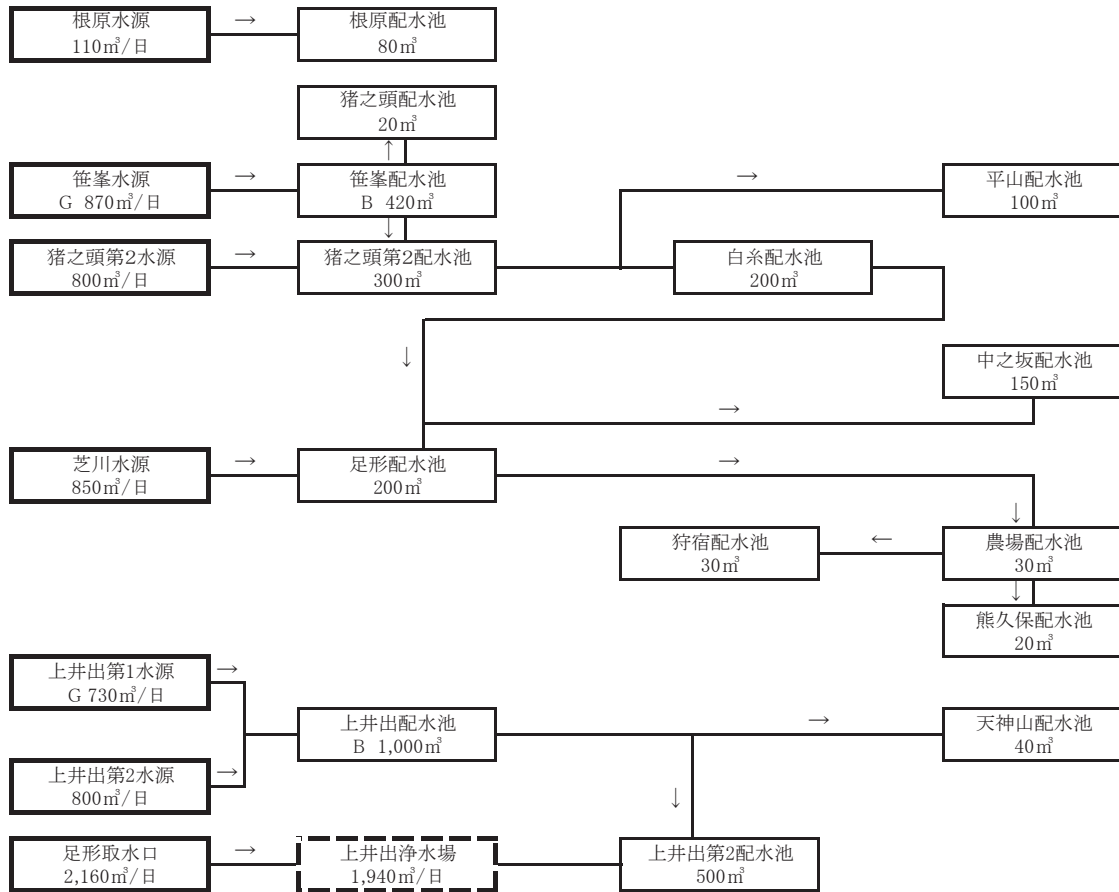 根原水源
110㎥/日
→
根原配水池
80㎥
猪之頭配水池
20㎥
↑
笹峯水源
G 870㎥/日
→
笹峯配水池
B 420㎥
→
平山配水池
100㎥
↓
猪之頭第2水源
800㎥/日
→
猪之頭第2配水池
300㎥
白糸配水池
200㎥
↓
中之坂配水池
150㎥
→
芝川水源
850㎥/日
→
足形配水池
200㎥
→
↓
狩宿配水池
30㎥
←
農場配水池
30㎥
↓
熊久保配水池
20㎥
上井出第1水源
G 730㎥/日
→
上井出配水池
B 1,000㎥
→
天神山配水池
40㎥
上井出第2水源
800㎥/日
→
↓
足形取水口
2,160㎥/日
→
上井出浄水場
1,940㎥/日
上井出第2配水池
500㎥